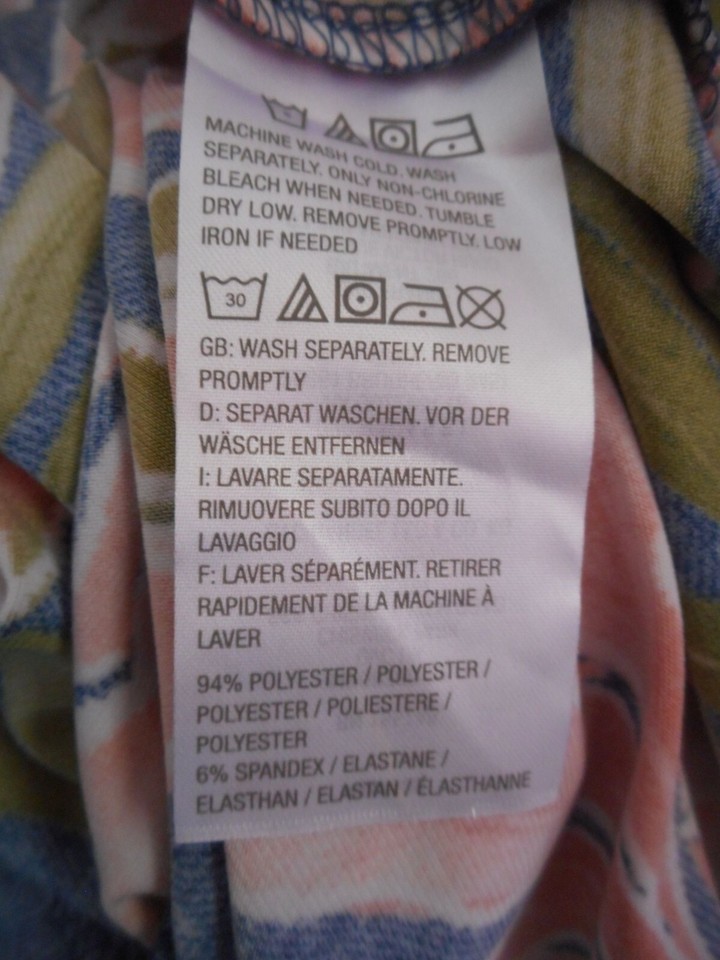 MACHINE WASH COLD. WASH
SEPARATELY. ONLY NON-CHLORINE
BLEACH WHEN NEEDED. TUMBLE
DRY LOW. REMOVE PROMPTLY. LOW
IRON IF NEEDED
30
GB: WASH SEPARATELY. REMOVE
PROMPTLY
D: SEPARAT WASCHEN. VOR DER
WÄSCHE ENTFERNEN
I: LAVARE SEPARATAMENTE.
RIMUOVERE SUBITO DOPO IL
LAVAGGIO
F: LAVER SÉPARÉMENT. RETIRER
RAPIDEMENT DE LA MACHINE À
LAVER
94% POLYESTER / POLYESTER /
POLYESTER / POLIESTERE /
POLYESTER
6% SPANDEX / ELASTANE /
ELASTHAN / ELASTAN / ÉLASTHANNE